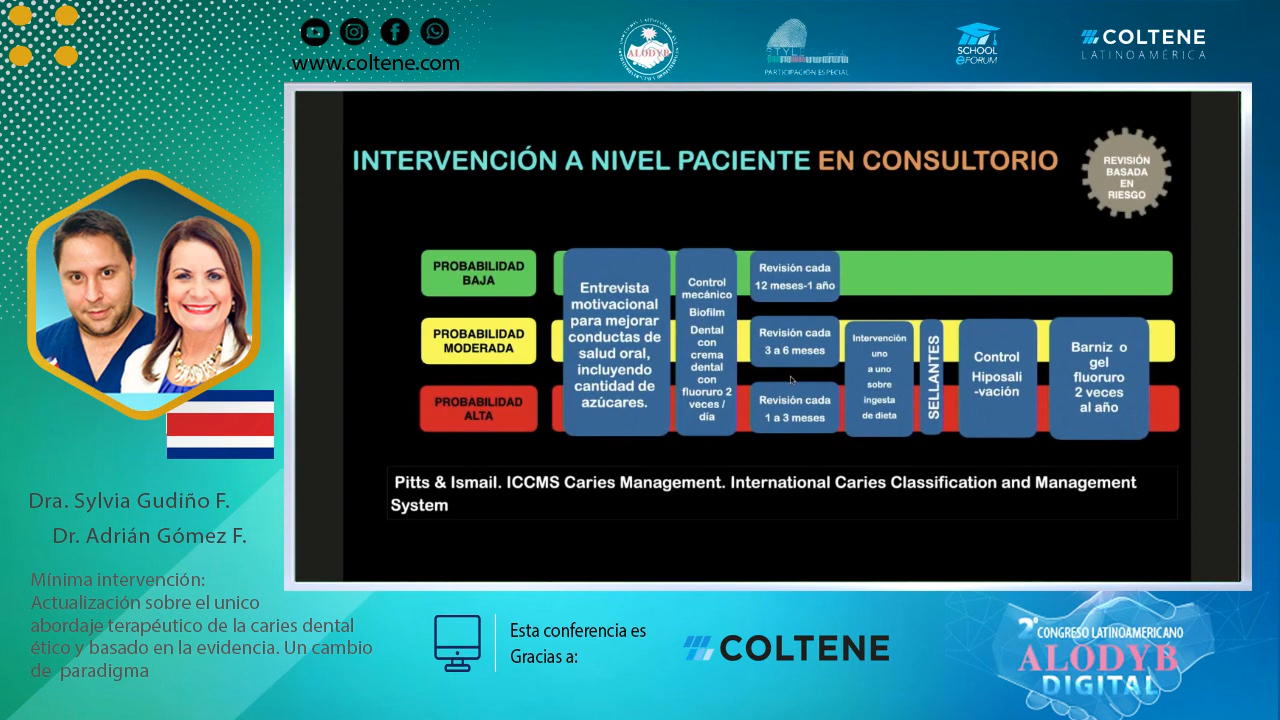 www.coltene.com
ALODYB
STYLE
PARTICIPACIÓN ESPECIAL
SCHOOL
eFORUM
COLTENE
LATINOAMÉRICA
INTERVENCIÓN A NIVEL PACIENTE EN CONSULTORIO
REVISIÓN
BASADA
EN
RIESGO
PROBABILIDAD
BAJA
PROBABILIDAD
MODERADA
PROBABILIDAD
ALTA
Entrevista
motivacional
para mejorar
conductas de
salud oral,
incluyendo
cantidad de
azúcares.
Control
mecánico
Biofilm
Dental
con
crema
dental
con
fluoruro 2
veces /
día
Revisión cada
12 meses-1 año
Revisión cada
3 a 6 meses
Revisión cada
1 a 3 meses
Intervención
uno
a uno
sobre
ingesta
de dieta
SELLANTES
Control
Hiposali
-vación
Barniz o
gel
fluoruro
2 veces
al año
Pitts & Ismail. ICCMS Caries Management. International Caries Classification and Management
System
Dra. Sylvia Gudiño F.
Dr. Adrián Gómez F.
Mínima intervención:
Actualización sobre el unico
abordaje terapéutico de la caries dental
ético y basado en la evidencia. Un cambio
de paradigma
Esta conferencia es
Gracias a:
COLTENE
2° CONGRESO LATINOAMERICANO
ALODYB
DIGITAL